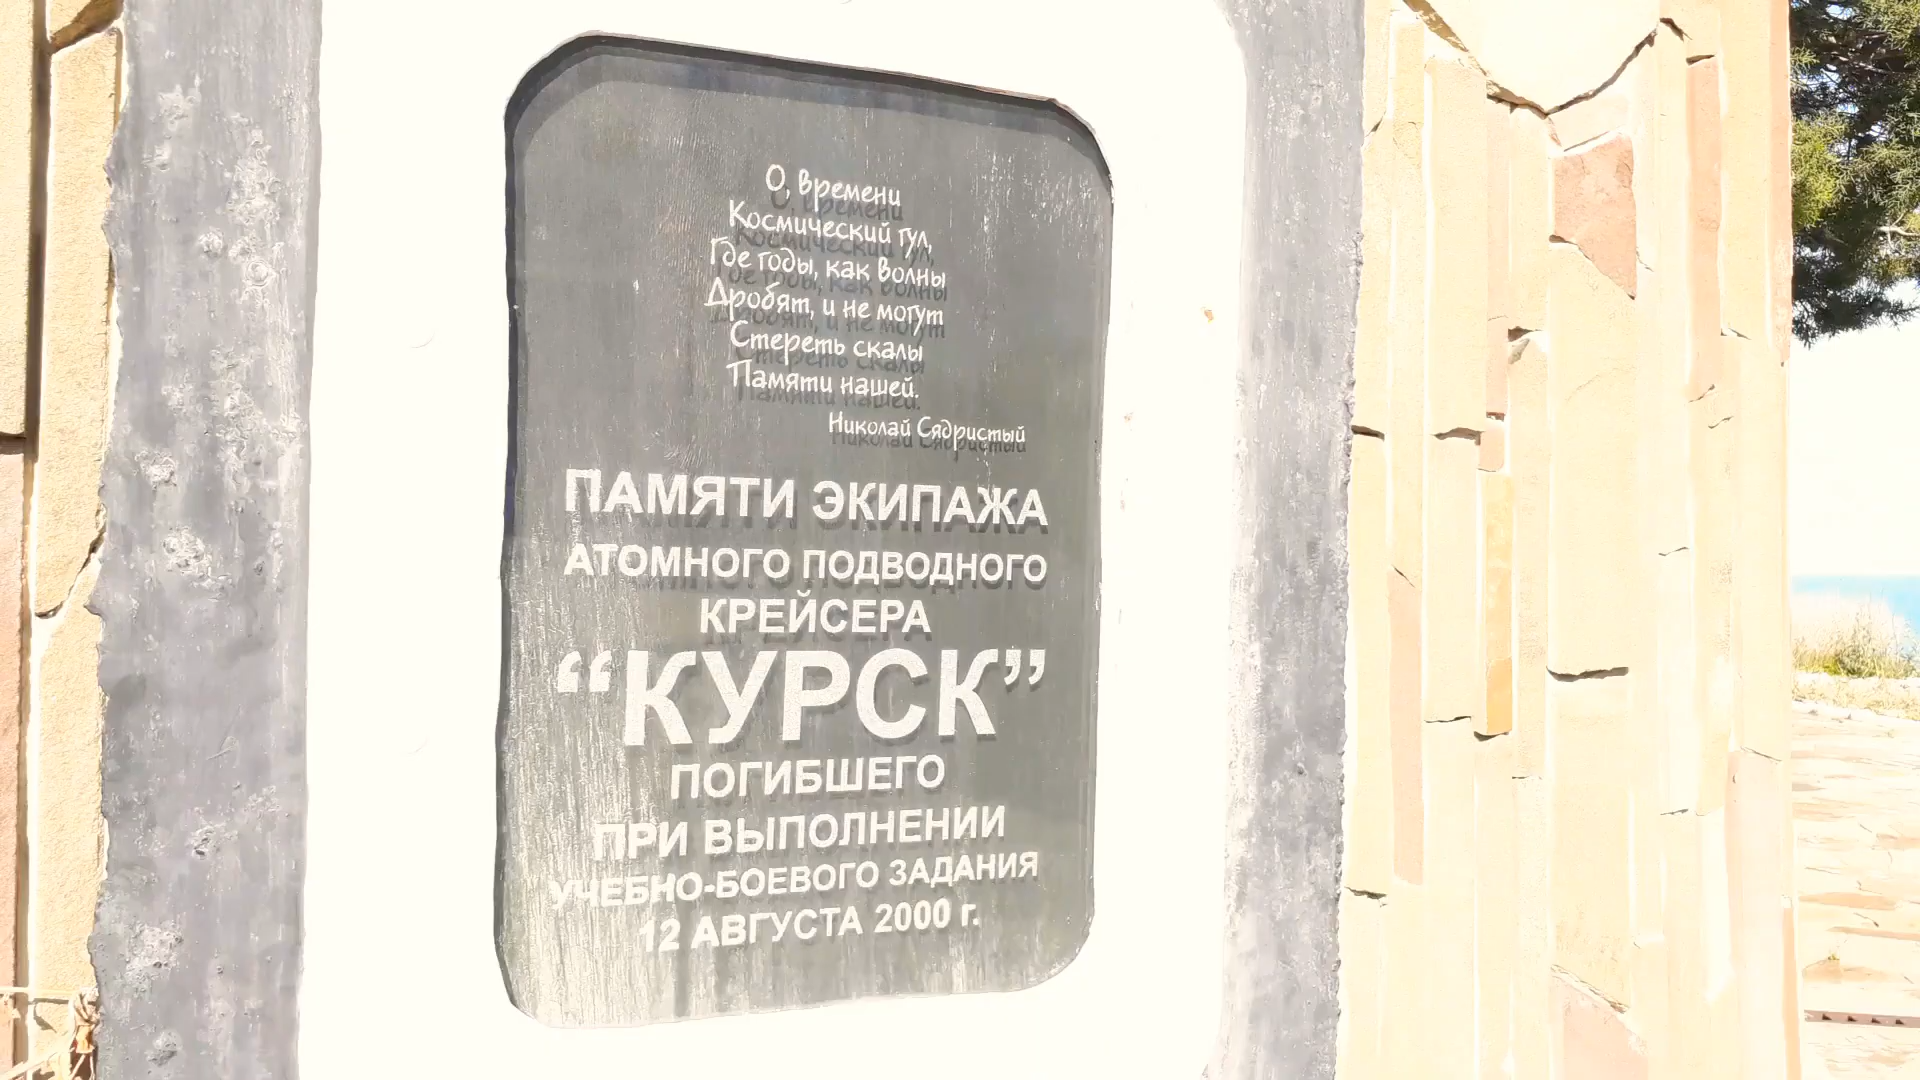 О, времени
Космический гул,
Где годы, как волны
Дробят, и не могут
Стереть скалы
Памяти нашей.
Николай Сядристый
ПАМЯТИ ЭКИПАЖА
АТОМНОГО ПОДВОДНОГО
КРЕЙСЕРА
“КУРСК”
ПОГИБШЕГО
ПРИ ВЫПОЛНЕНИИ
УЧЕБНО-БОЕВОГО ЗАДАНИЯ
12 АВГУСТА 2000 г.